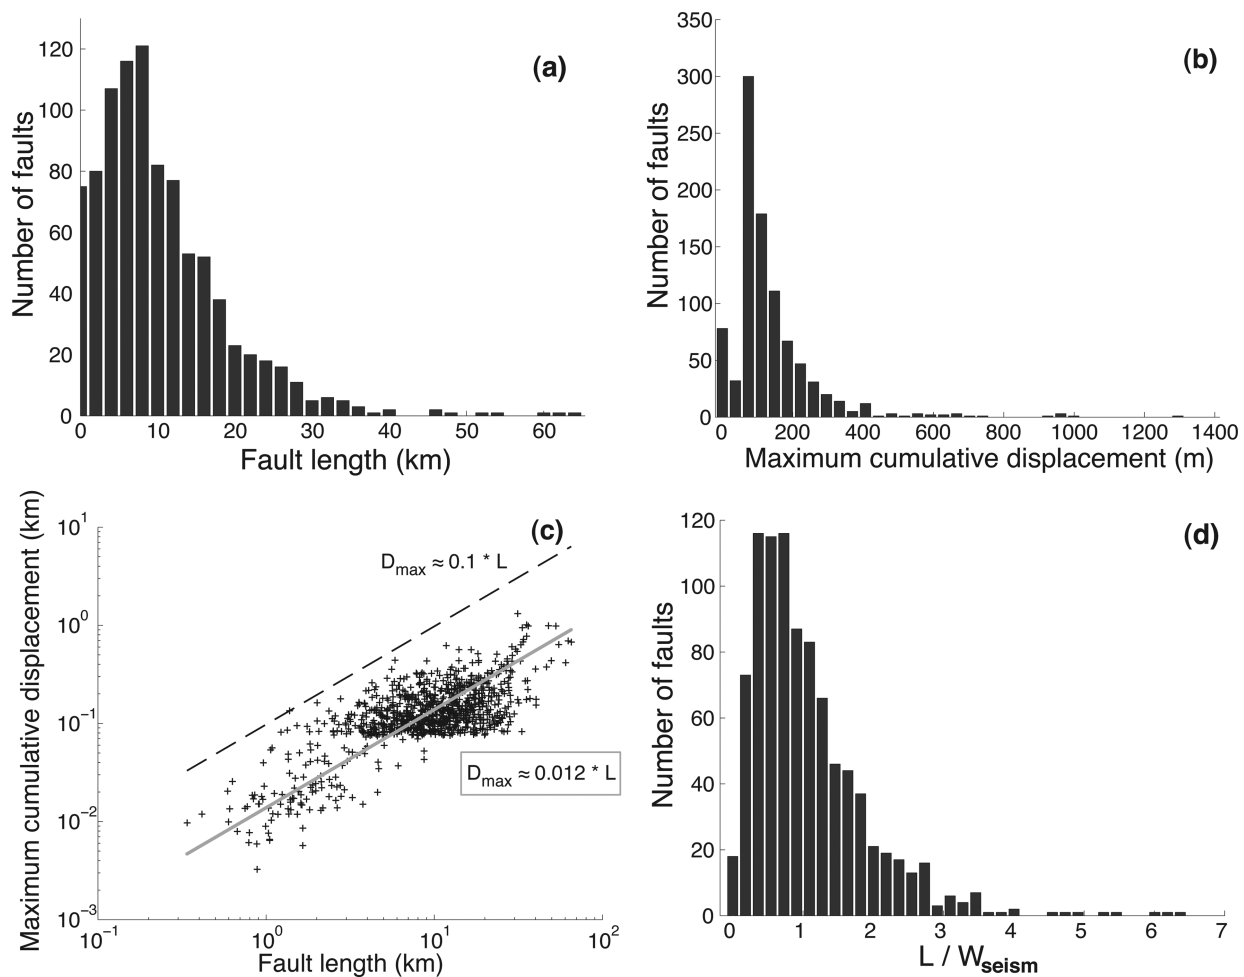 (a)
Number of faults
120
100
80
60
40
20
0
0 10 20 30 40 50 60
Fault length (km)
(b)
Number of faults
350
300
250
200
150
100
50
0
0 200 400 600 800 1000 1200 1400
Maximum cumulative displacement (m)
(c)
Maximum cumulative displacement (km)
10^1
10^0
10^-1
10^-2
10^-3
D_max ≈ 0.1 * L
D_max ≈ 0.012 * L
10^-1 10^0 10^1 10^2
Fault length (km)
(d)
Number of faults
120
100
80
60
40
20
0
0 1 2 3 4 5 6 7
L / W_seism